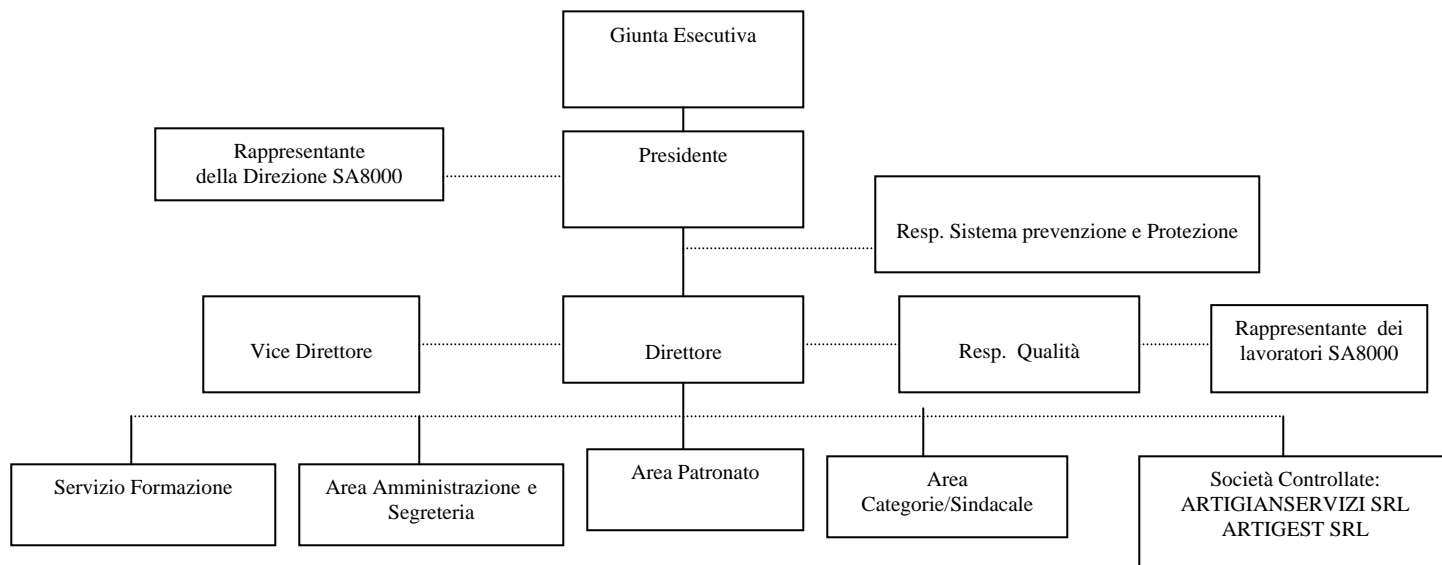 Giunta Esecutiva
Rappresentante
della Direzione SA8000
Presidente
Resp. Sistema prevenzione e Protezione
Vice Direttore
Direttore
Resp. Qualità
Rappresentante dei
lavoratori SA8000
Servizio Formazione
Area Amministrazione e
Segreteria
Area Patronato
Area
Categorie/Sindacale
Società Controllate:
ARTIGIANSERVIZI SRL
ARTIGEST SRL